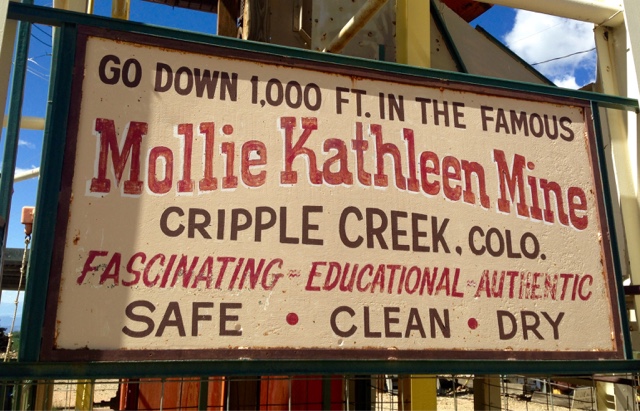 GO DOWN 1,000 FT. IN THE FAMOUS
Mollie Kathleen Mine
CRIPPLE CREEK, COLO.
FASCINATING - EDUCATIONAL - AUTHENTIC
SAFE • CLEAN • DRY